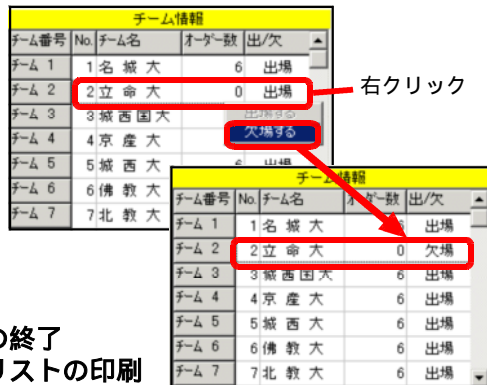 チーム情報
チーム番号 No. チーム名 オーダー数 出/欠
チーム 1 1 名 城 大 6 出場
チーム 2 2 立 命 大 0 出場
チーム 3 3 城 西 国 大 出場する
チーム 4 4 京 産 大 欠場する
チーム 5 5 城 西 大 6 出場
チーム 6 6 佛 教 大
チーム 7 7 北 教 大
右クリック
チーム情報
チーム番号 No. チーム名 オーダー数 出/欠
チーム 1 1 名 城 大 出場
チーム 2 2 立 命 大 0 欠場
チーム 3 3 城 西 国 大 6 出場
チーム 4 4 京 産 大 6 出場
チーム 5 5 城 西 大 6 出場
チーム 6 6 佛 教 大 6 出場
チーム 7 7 北 教 大 6 出場
の終了
リストの印刷